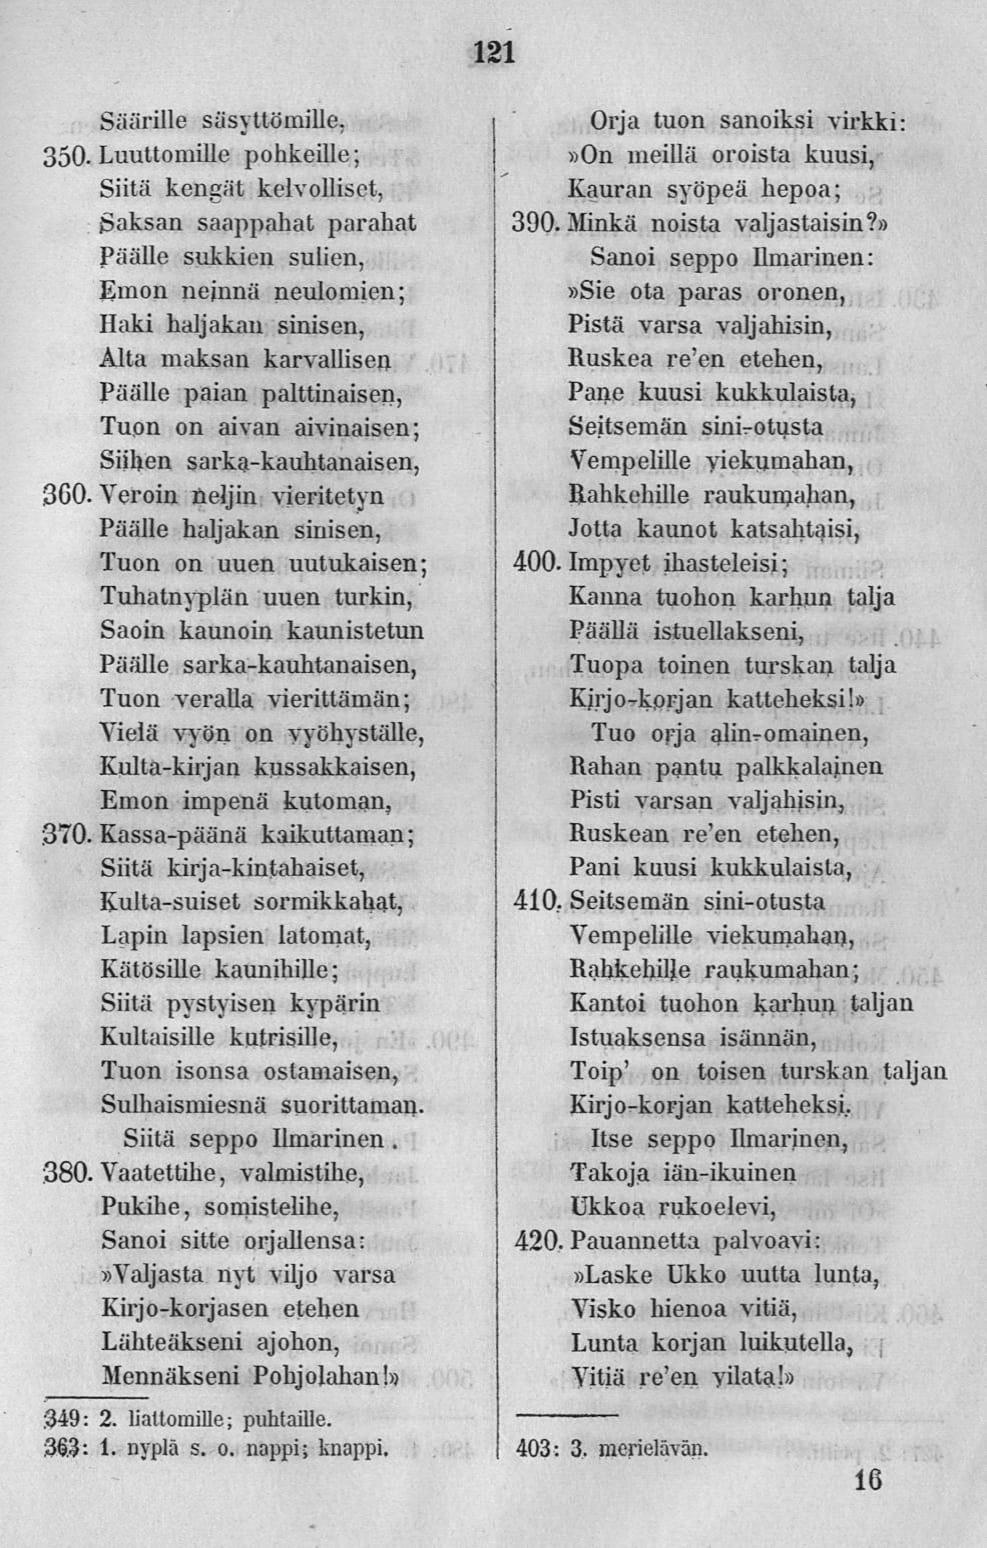 121
Säärille säsyttömille,
350. Luuttomille pohkeille;
Siitä kengät kelvolliset,
Saksan saappahat parahat
Päälle sukkien sulien,
Emon neinnä neulomien;
Haki haljakan sinisen,
Alta maksan karvallisen
Päälle paian palttinaisen,
Tuon on aivan aivinaisen;
Siihen sarka-kauhtanaisen,
360. Veroin neljin vieritetyn
Päälle haljakan sinisen,
Tuon on uuen uutukaisen;
Tuhatnyplän uuen turkin,
Saoin kaunoin kaunistetun
Päälle sarka-kauhtanaisen,
Tuon veralla vierittämän;
Vielä vyön on vyöhyställe,
Kulta-kirjan kussakkaisen,
Emon impenä kutoman,
370. Kassa-päänä kaikuttaman;
Siitä kirja-kintahaiset,
Kulta-suiset sormikkahat,
Lapin lapsien latomat,
Kätösille kaunihille;
Siitä pystyisen kypärin
Kultaisille kutrisille,
Tuon isonsa ostamaisen,
Sulhaismiesnä suorittaman.
Siitä seppo Ilmarinen.
380. Vaatettihe, valmistihe,
Pukihe, somistelihe,
Sanoi sitte orjallensa:
»Valjasta nyt viljo varsa
Kirjo-korjasen etehen
Lähteäkseni ajohon,
Mennäkseni Pohjolahan!»
349: 2. liattomille; puhtaille.
363: 1. nyplä s. o. nappi; knappi.
Orja tuon sanoiksi virkki:
»On meillä oroista kuusi,
Kauran syöpeä hepoa;
390. Minkä noista valjastaisin?»
Sanoi seppo Ilmarinen:
»Sie ota paras oronen,
Pistä varsa valjahisin,
Ruskea re'en etehen,
Pane kuusi kukkulaista,
Seitsemän sini-otusta
Vempelille viekumahan,
Rahkehille raukumahan,
Jotta kaunot katsahtaisi,
400. Impyet ihasteleisi;
Kanna tuohon karhun talja
Päällä istuellakseni,
Tuopa toinen turskan talja
Kirjo-korjan katteheksi!»
Tuo orja alin-omainen,
Rahan pantu palkkalainen
Pisti varsan valjahisin,
Ruskean re'en etehen,
Pani kuusi kukkulaista,
410. Seitsemän sini-otusta
Vempelille viekumahan,
Rahkehille raukumahan;
Kantoi tuohon karhun taljan
Istuaksensa isännän,
Toip' on toisen turskan taljan
Kirjo-korjan katteheksi.
Itse seppo Ilmarinen,
Takoja iän-ikuinen
Ukkoa rukoelevi,
420. Pauannetta palvoavi:
»Laske Ukko uutta lunta,
Visko hienoa vitiä,
Lunta korjan luikutella,
Vitiä re'en vilata!»
403: 3. merielävän.
16